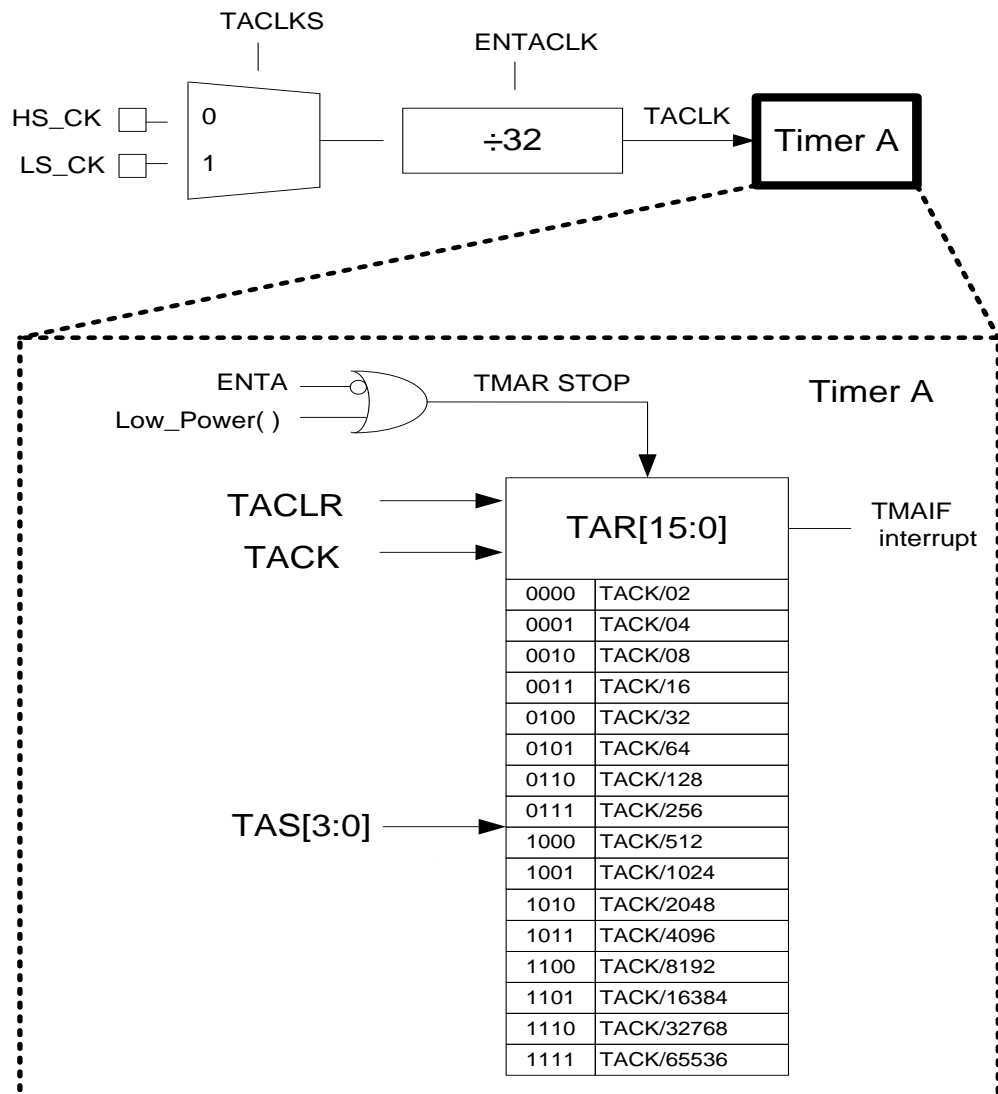 TACLKS
ENTACLK
HS_CK
0
LS_CK
1
÷32
TACLK
Timer A
ENTA
Low_Power( )
TMAR STOP
Timer A
TACLR
TACK
TAR[15:0]
TMAIF
interrupt
TAS[3:0]
0000 TACK/02
0001 TACK/04
0010 TACK/08
0011 TACK/16
0100 TACK/32
0101 TACK/64
0110 TACK/128
0111 TACK/256
1000 TACK/512
1001 TACK/1024
1010 TACK/2048
1011 TACK/4096
1100 TACK/8192
1101 TACK/16384
1110 TACK/32768
1111 TACK/65536